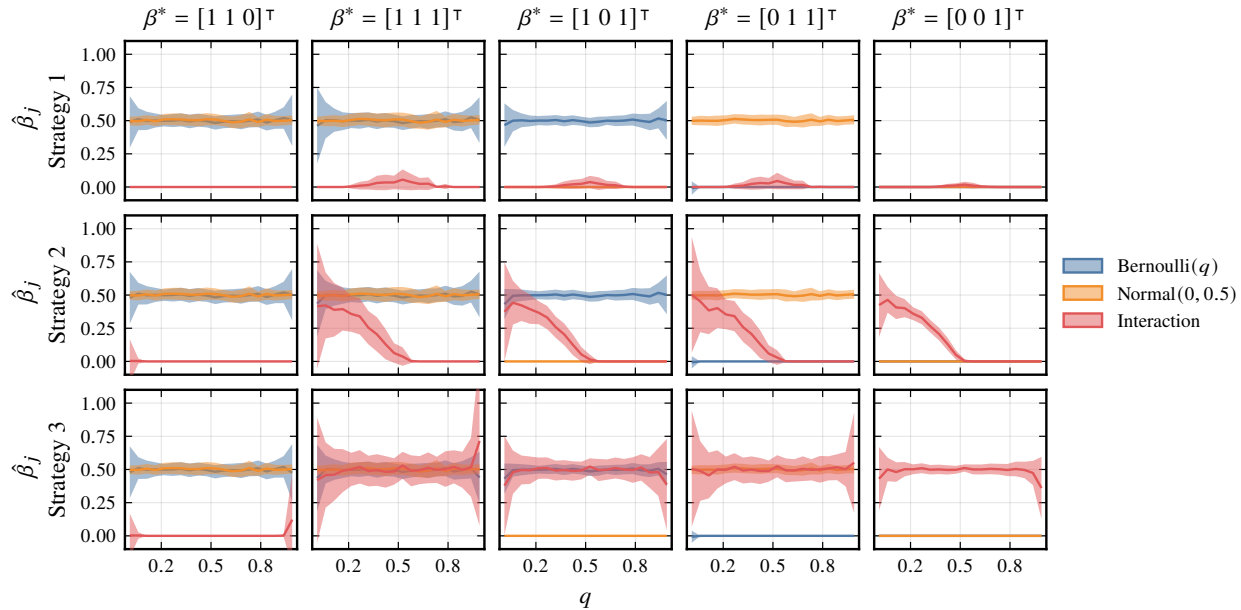 β* = [1 1 0]ᵀ β* = [1 1 1]ᵀ β* = [1 0 1]ᵀ β* = [0 1 1]ᵀ β* = [0 0 1]ᵀ
1.00
0.75
0.50
0.25
0.00
β̂ⱼ
Strategy 1
1.00
0.75
0.50
0.25
0.00
β̂ⱼ
Strategy 2
Bernoulli(q)
Normal(0, 0.5)
Interaction
1.00
0.75
0.50
0.25
0.00
β̂ⱼ
Strategy 3
0.2 0.5 0.8 0.2 0.5 0.8 0.2 0.5 0.8 0.2 0.5 0.8 0.2 0.5 0.8
q